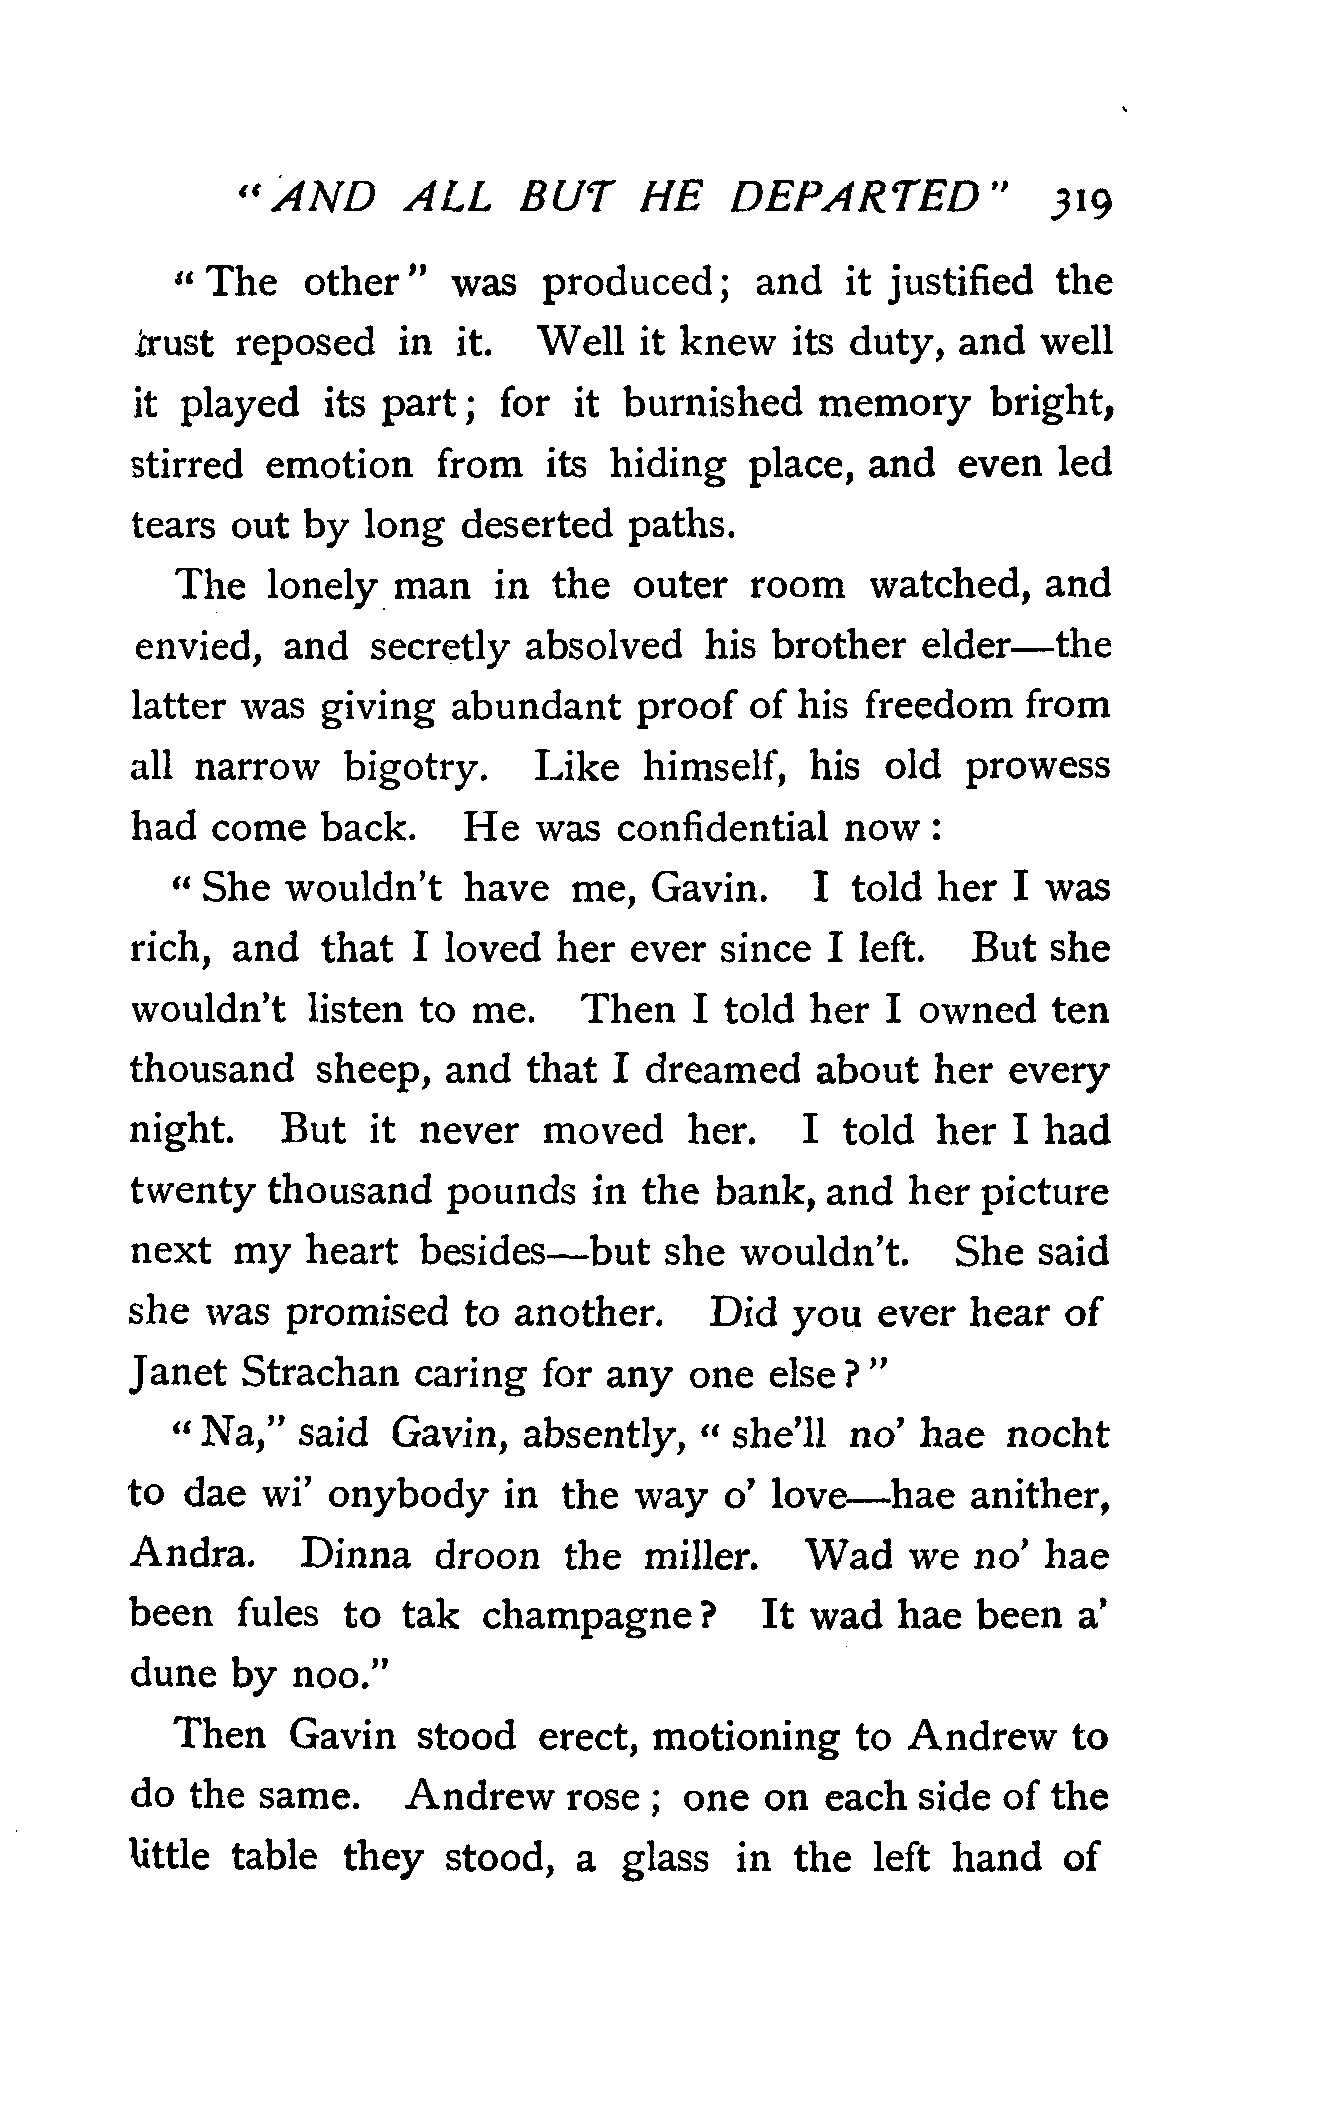 "AND ALL BUT HE DEPARTED" 319
"The other" was produced; and it justified the
trust reposed in it. Well it knew its duty, and well
it played its part; for it burnished memory bright,
stirred emotion from its hiding place, and even led
tears out by long deserted paths.
The lonely man in the outer room watched, and
envied, and secretly absolved his brother elder—the
latter was giving abundant proof of his freedom from
all narrow bigotry. Like himself, his old prowess
had come back. He was confidential now:
"She wouldn't have me, Gavin. I told her I was
rich, and that I loved her ever since I left. But she
wouldn't listen to me. Then I told her I owned ten
thousand sheep, and that I dreamed about her every
night. But it never moved her. I told her I had
twenty thousand pounds in the bank, and her picture
next my heart besides—but she wouldn't. She said
she was promised to another. Did you ever hear of
Janet Strachan caring for any one else?"
"Na," said Gavin, absently, "she'll no' hae nocht
to dae wi' onybody in the way o' love—hae anither,
Andra. Dinna droon the miller. Wad we no' hae
been fules to tak champagne? It wad hae been a'
dune by noo."
Then Gavin stood erect, motioning to Andrew to
do the same. Andrew rose; one on each side of the
little table they stood, a glass in the left hand of